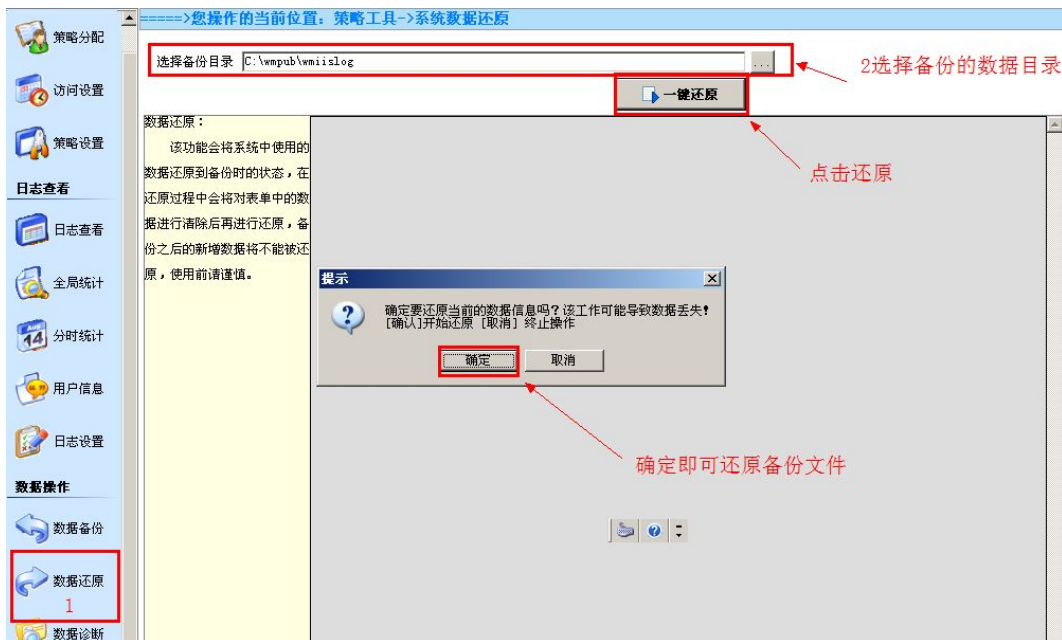 =====>您操作的当前位置：策略工具->系统数据还原
策略分配
访问设置
策略设置
日志查看
日志查看
全局统计
Aug
14
分时统计
用户信息
日志设置
数据操作
数据备份
数据还原
1
数据诊断
选择备份目录 C:\wmpub\wmiislog ...
2选择备份的数据目录
一键还原
点击还原
数据还原：
该功能会将系统中使用的
数据还原到备份时的状态，在
还原过程中会将对表单中的数
据进行清除后再进行还原，备
份之后的新增数据将不能被还
原，使用前请谨值。
提示
确定要还原当前的数据信息吗？该工作可能导致数据丢失！
[确认]开始还原 [取消] 终止操作
确定 取消
确定即可还原备份文件